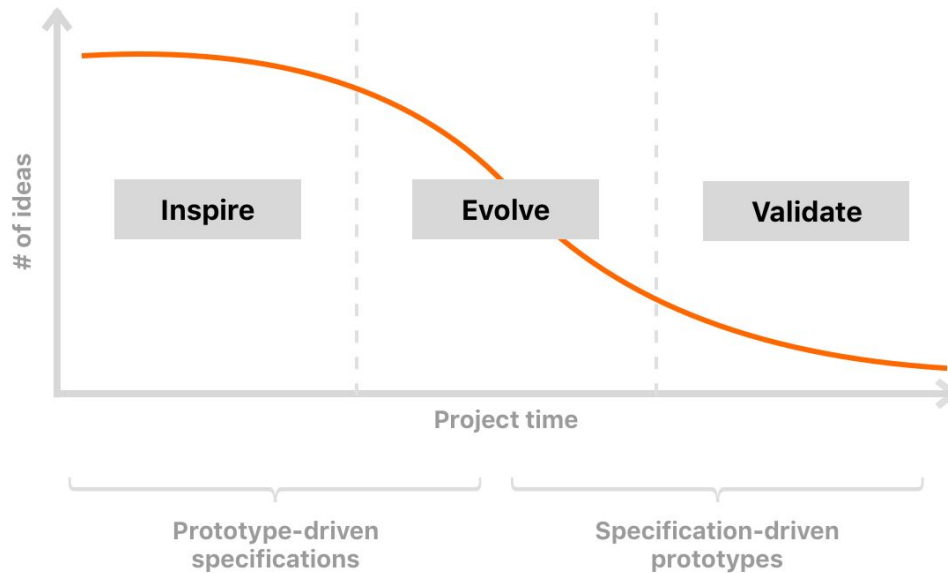 # of ideas
Inspire
Evolve
Validate
Project time
Prototype-driven
specifications
Specification-driven
prototypes